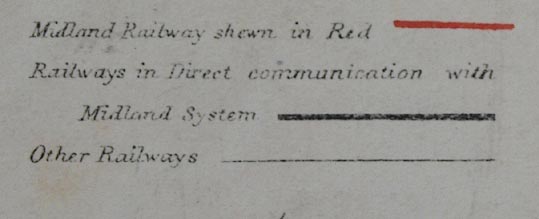 Midland Railway shewn in Red
Railways in Direct communication with
Midland System
Other Railways